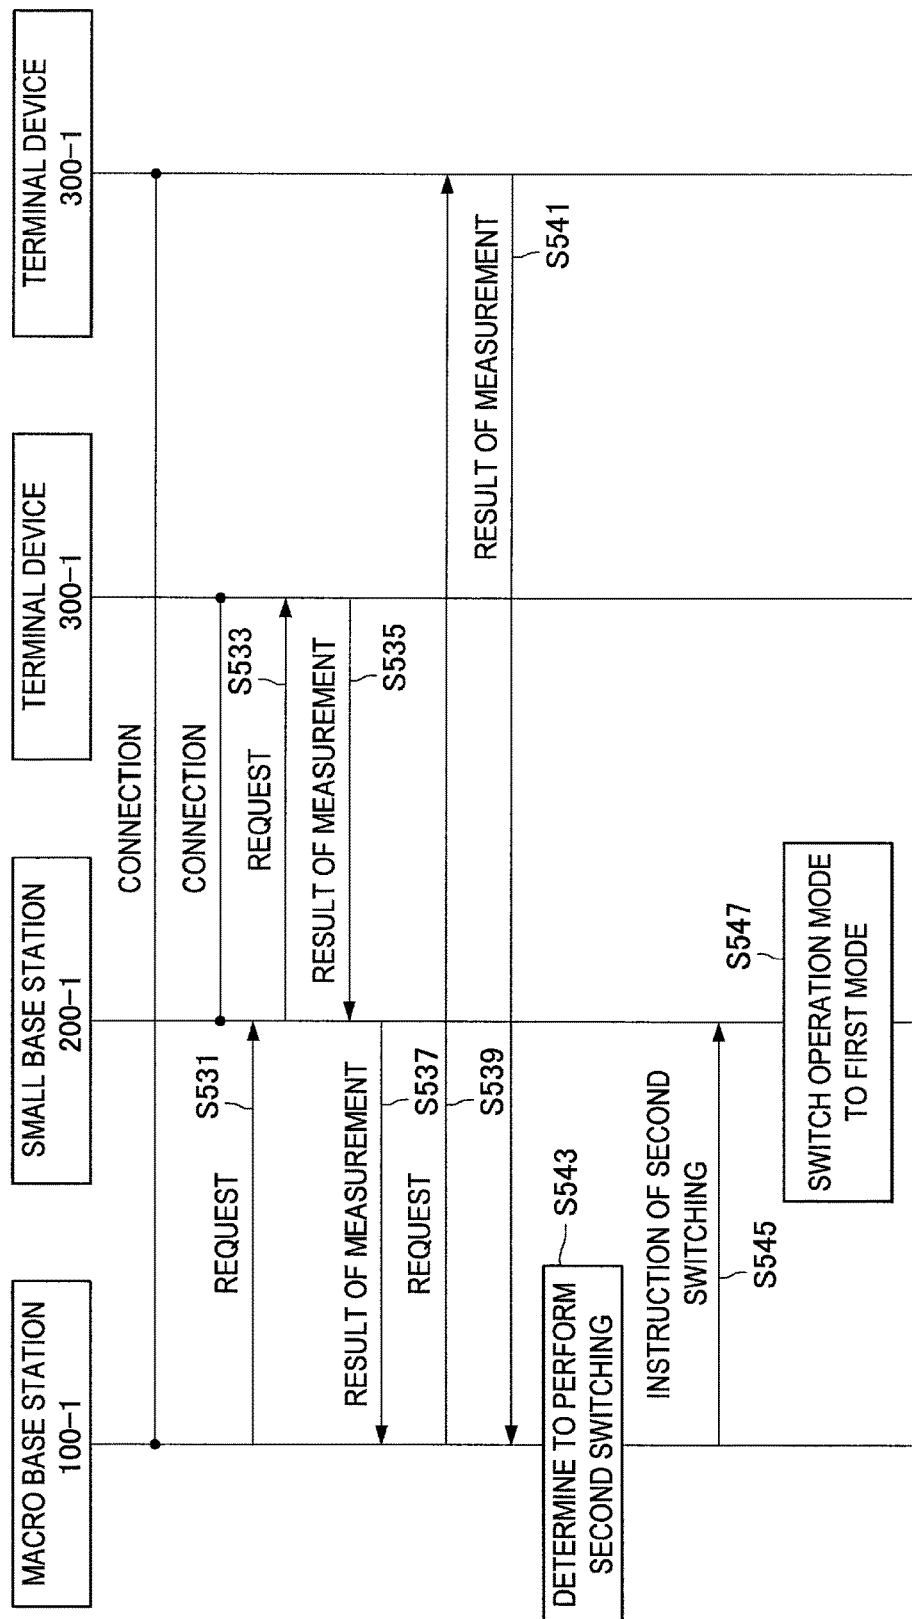 MACRO BASE STATION
100-1
SMALL BASE STATION
200-1
TERMINAL DEVICE
300-1
TERMINAL DEVICE
300-1
CONNECTION
CONNECTION
REQUEST
S531
REQUEST
S533
RESULT OF MEASUREMENT
S535
RESULT OF MEASUREMENT
S537
REQUEST
S539
RESULT OF MEASUREMENT
S541
DETERMINE TO PERFORM
SECOND SWITCHING
S543
INSTRUCTION OF SECOND
SWITCHING
S545
S547
SWITCH OPERATION MODE
TO FIRST MODE